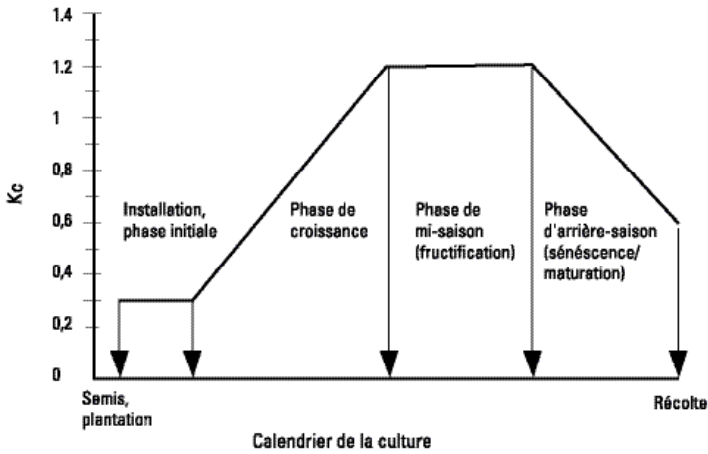 1.4
1.2
1
0,8
0,6
0,4
0,2
0
Kc
Installation,
phase initiale
Phase de
croissance
Phase de
mi-saison
(fructification)
Phase
d'arrière-saison
(sénéscence/
maturation)
Semis,
plantation
Récolte
Calendrier de la culture